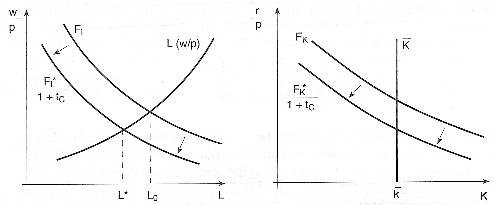 w
p
F_L
L (w/p)
F_L*
1 + t_C
L*
L_0
L
r
p
F_K
K̅
F_K*
1 + t_C
k̅
K